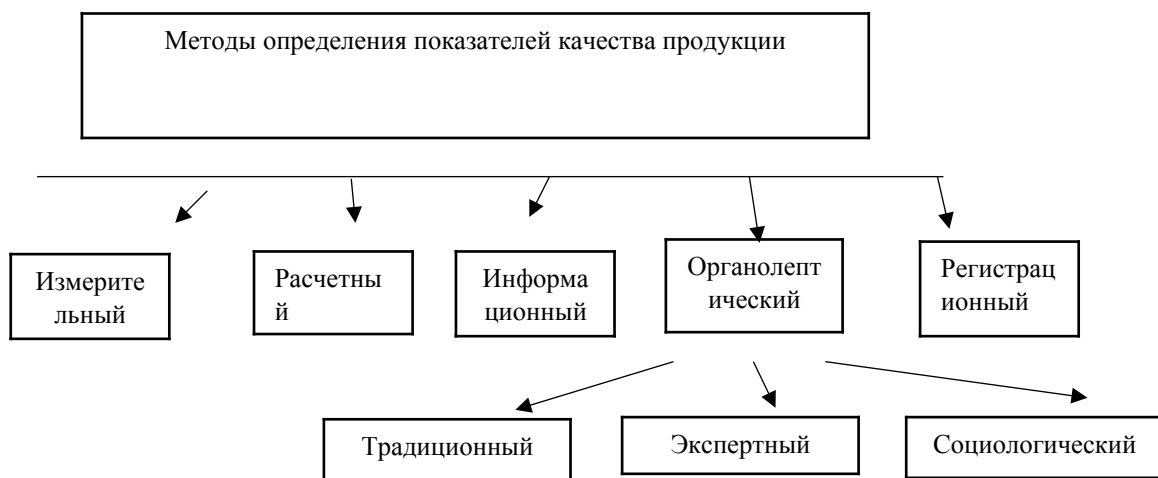 Методы определения показателей качества продукции
Измерите
льный
Расчетны
й
Информа
ционный
Органолепт
ический
Регистрац
ионный
Традиционный
Экспертный
Социологический